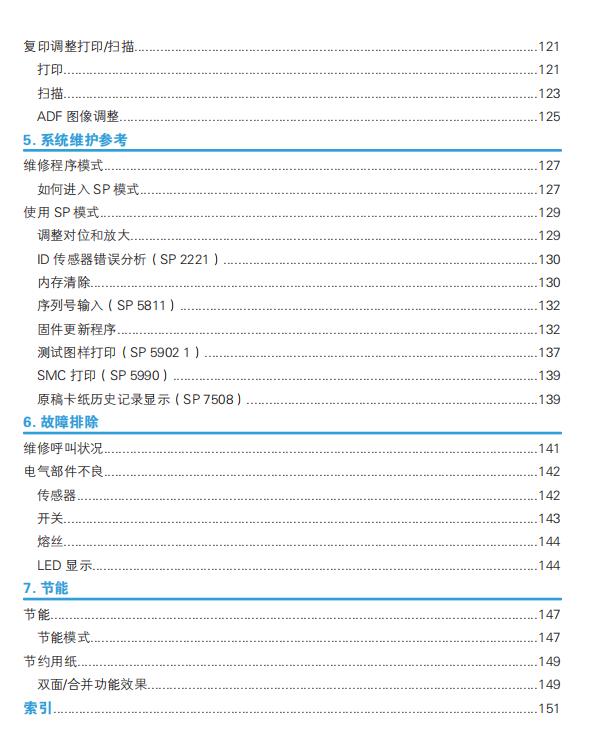 复印调整打印/扫描........121
打印........121
扫描........123
ADF 图像调整........125
5. 系统维护参考
维修程序模式........127
如何进入 SP 模式........127
使用 SP 模式........129
调整对位和放大........129
ID 传感器错误分析（SP 2221）........130
内存清除........130
序列号输入（SP 5811）........132
固件更新程序........132
测试图样打印（SP 5902 1）........137
SMC 打印（SP 5990）........139
原稿卡纸历史记录显示（SP 7508）........139
6. 故障排除
维修呼叫状况........141
电气部件不良........142
传感器........142
开关........143
熔丝........144
LED 显示........144
7. 节能
节能........147
节能模式........147
节约用纸........149
双面/合并功能效果........149
索引........151